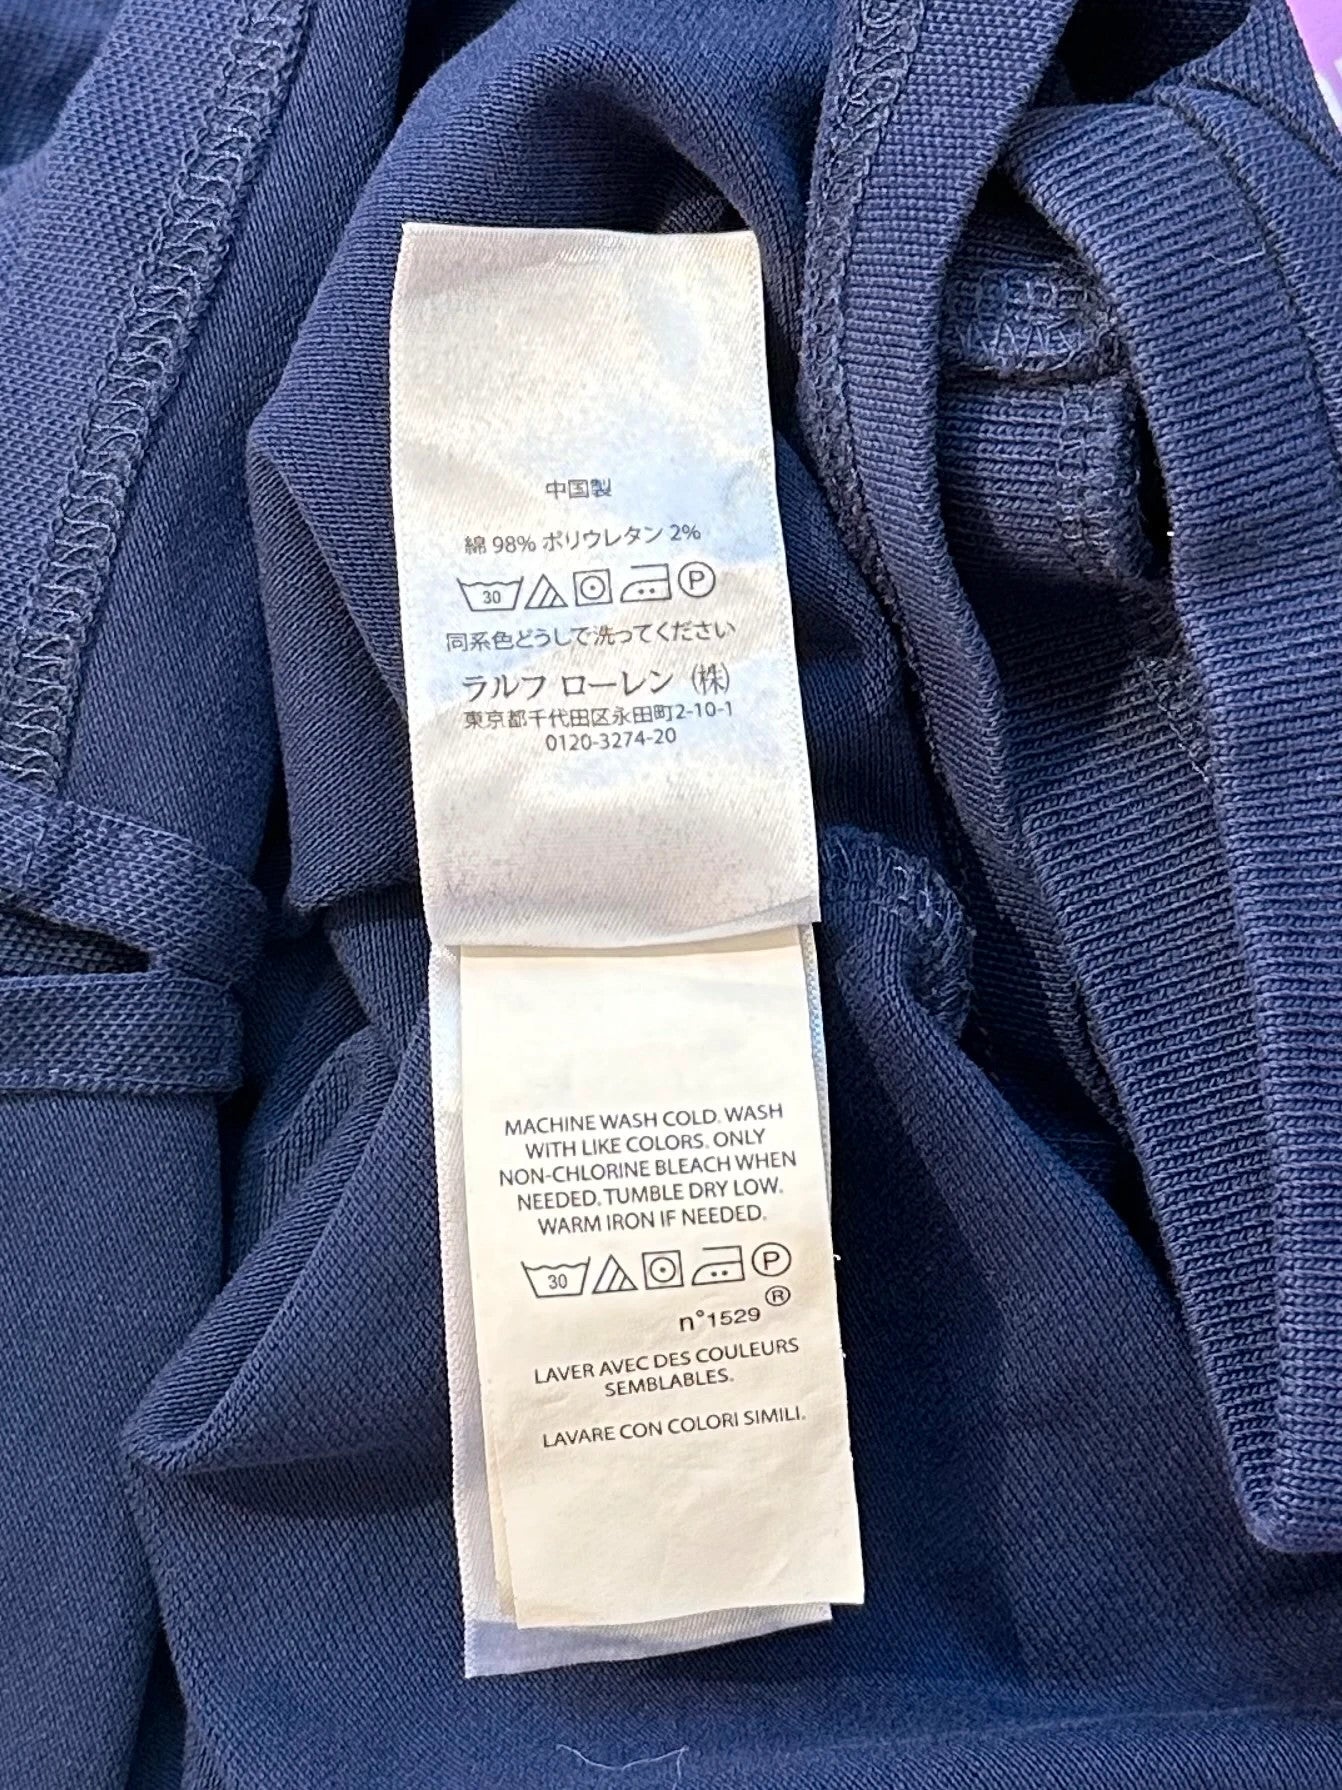 中国製
綿 98% ポリウレタン 2%
30 P
同系色どうしで洗ってください
ラルフ ローレン (株)
東京都千代田区永田町2-10-1
0120-3274-20
MACHINE WASH COLD. WASH
WITH LIKE COLORS. ONLY
NON-CHLORINE BLEACH WHEN
NEEDED. TUMBLE DRY LOW.
WARM IRON IF NEEDED.
30 P
®
n°1529
LAVER AVEC DES COULEURS
SEMBLABLES.
LAVARE CON COLORI SIMILI.